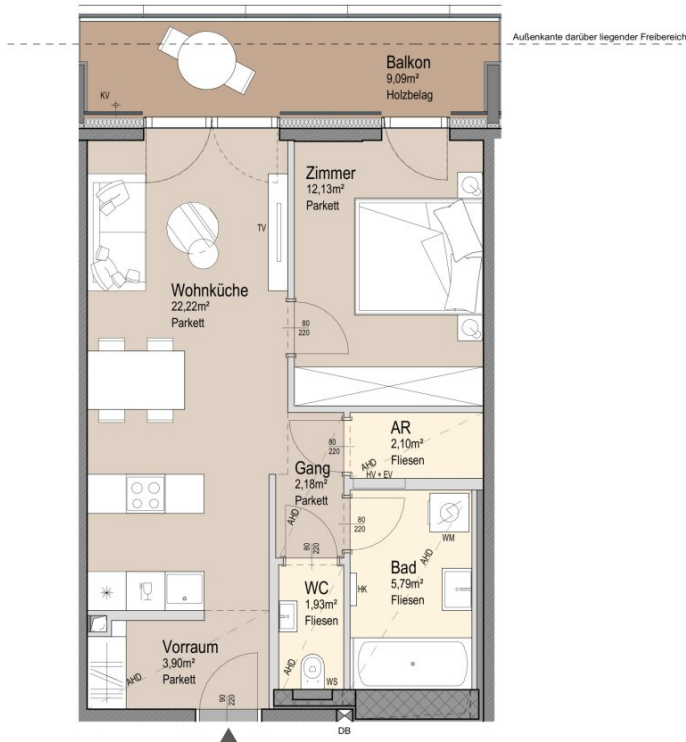 Außenkante darüber liegender Freibereich
Balkon
9,09m²
Holzbelag
KV
Zimmer
12,13m²
Parkett
TV
Wohnküche
22,22m²
Parkett
80
220
AR
2,10m²
Fliesen
80
220
AHD
HV + EV
Gang
2,18m²
Parkett
AHD
80
220
80
220
WM
AHD
Bad
5,79m²
Fliesen
HK
WC
1,93m²
Fliesen
AHD
WS
Vorraum
3,90m²
Parkett
AHD
90
220
DB